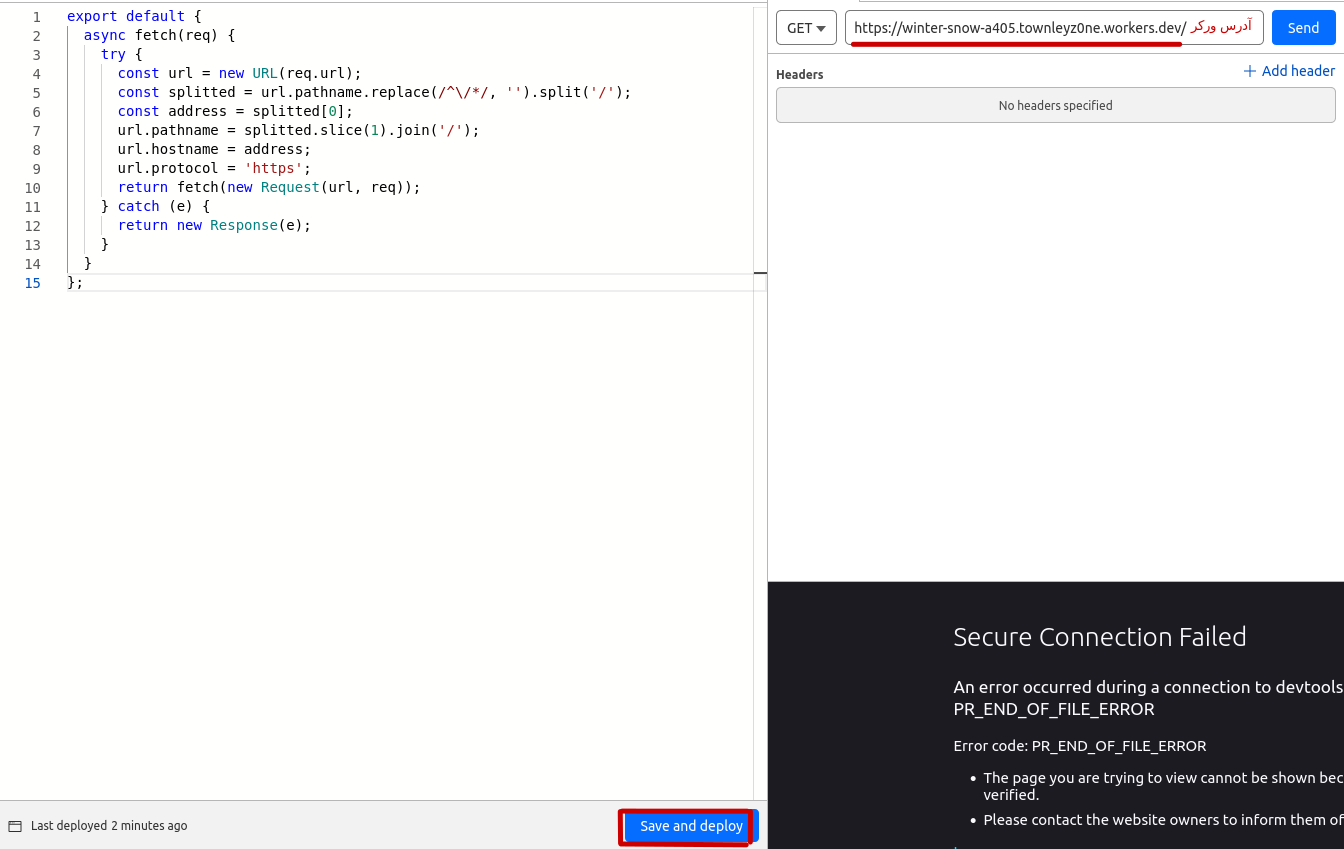 1 export default {
2 async fetch(req) {
3 try {
4 const url = new URL(req.url);
5 const splitted = url.pathname.replace(/^\/*/, '').split('/');
6 const address = splitted[0];
7 url.pathname = splitted.slice(1).join('/');
8 url.hostname = address;
9 url.protocol = 'https';
10 return fetch(new Request(url, req));
11 } catch (e) {
12 return new Response(e);
13 }
14 }
15 };
Last deployed 2 minutes ago
Save and deploy
GET
https://winter-snow-a405.townleyz0ne.workers.dev/ آدرس ورکر
Send
Headers
+ Add header
No headers specified
Secure Connection Failed
An error occurred during a connection to devtools
PR_END_OF_FILE_ERROR
Error code: PR_END_OF_FILE_ERROR
• The page you are trying to view cannot be shown bec
verified.
• Please contact the website owners to inform them of